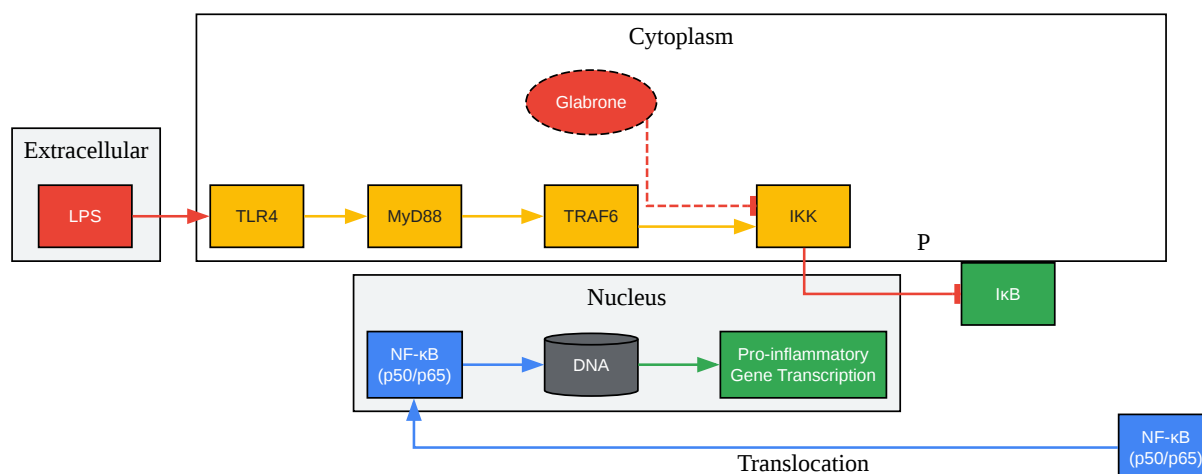 Cytoplasm
Glabrone
Extracellular
LPS
TLR4
MyD88
TRAF6
IKK
P
IκB
Nucleus
NF-κB
(p50/p65)
DNA
Pro-inflammatory
Gene Transcription
Translocation
NF-κB
(p50/p65)